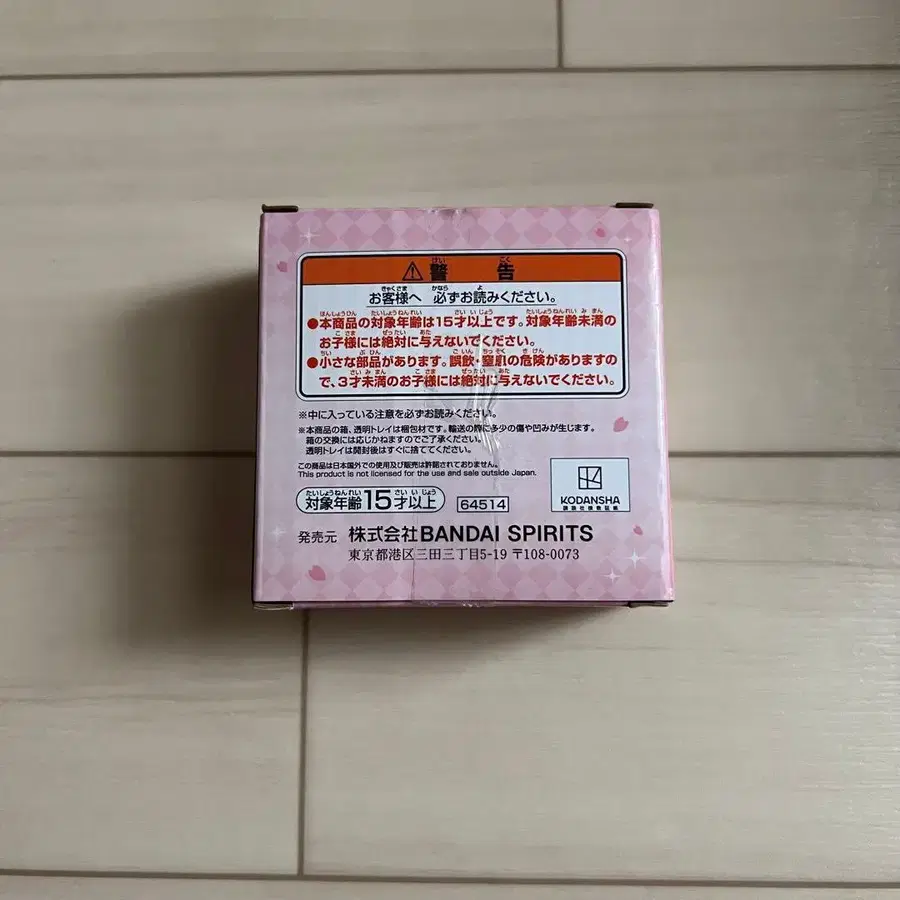 ⚠警告
お客様へ 必ずお読みください。
●本商品の対象年齢は15才以上です。対象年齢未満の
お子様には絶対に与えないでください。
●小さな部品があります。誤飲・窒息の危険がありますの
で、3才未満のお子様には絶対に与えないでください。
※中に入っている注意を必ずお読みください。
※本商品の箱、透明トレイは梱包材です。輸送の際に多少の傷や凹みが生じます。
箱の交換には応じかねますのでご了承ください。
透明トレイは開封後はすぐに捨ててください。
この商品は日本国外での使用及び販売は許諾されておりません。
This product is not licensed for the use and sale outside Japan.
対象年齢15才以上
64514
KODANSHA
講談社
発売元 株式会社BANDAI SPIRITS
東京都港区三田三丁目5-19 〒108-0073